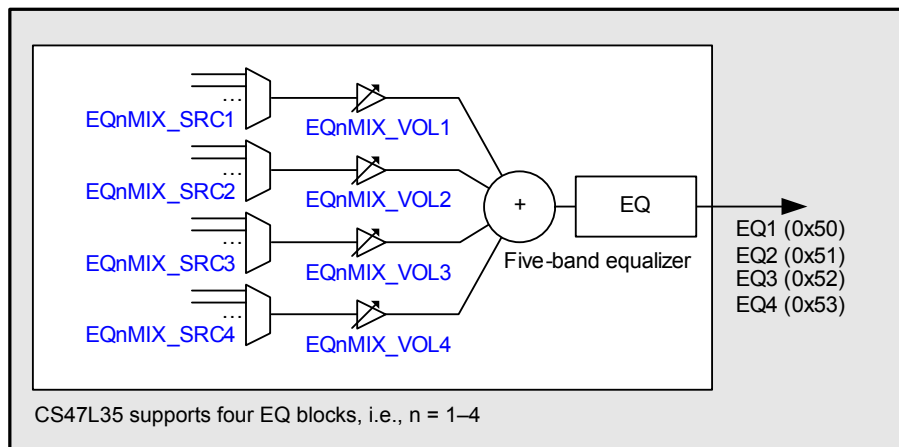 ...
EQnMIX_SRC1
EQnMIX_VOL1
...
EQnMIX_SRC2
EQnMIX_VOL2
...
EQnMIX_SRC3
EQnMIX_VOL3
...
EQnMIX_SRC4
EQnMIX_VOL4
+
EQ
Five-band equalizer
EQ1 (0x50)
EQ2 (0x51)
EQ3 (0x52)
EQ4 (0x53)
CS47L35 supports four EQ blocks, i.e., n = 1–4